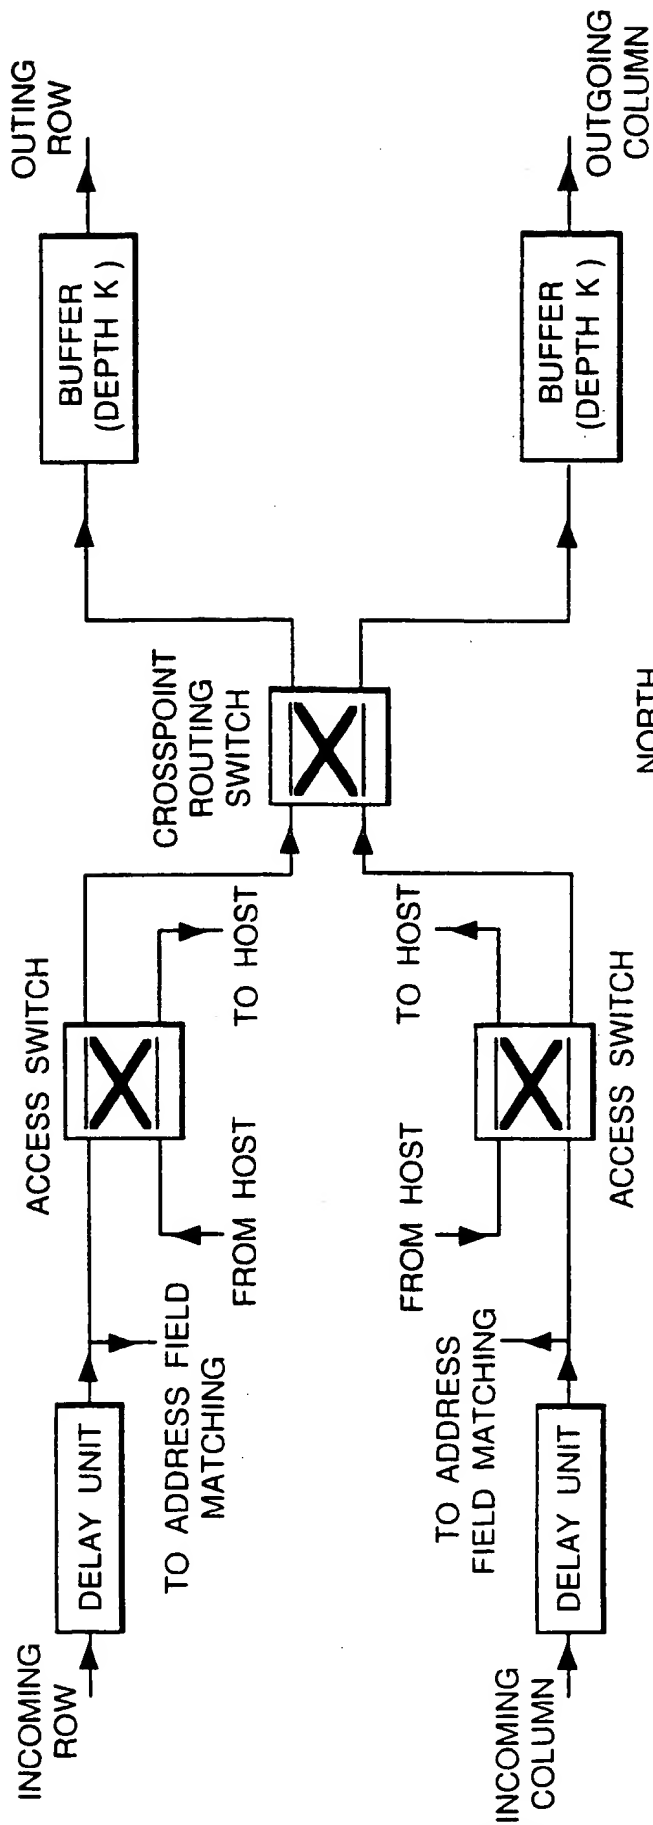 INCOMING
ROW
DELAY UNIT
TO ADDRESS FIELD
MATCHING
ACCESS SWITCH
FROM HOST
TO HOST
CROSSPOINT
ROUTING
SWITCH
BUFFER
(DEPTH K)
OUTING
ROW
INCOMING
COLUMN
DELAY UNIT
TO ADDRESS
FIELD MATCHING
FROM HOST
TO HOST
ACCESS SWITCH
BUFFER
(DEPTH K)
OUTGOING
COLUMN
NORTH